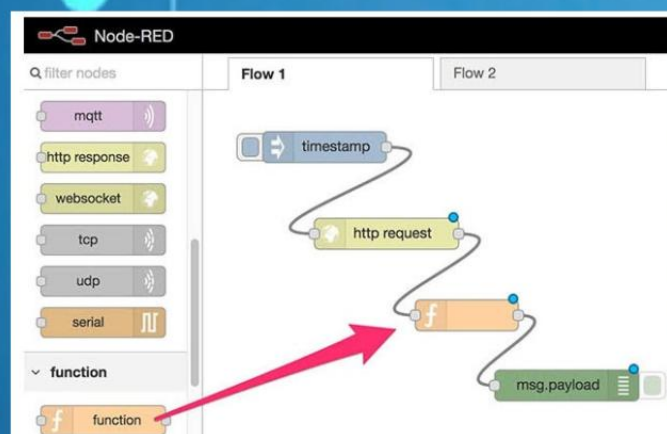 Node-RED
filter nodes
Flow 1
Flow 2
mqtt
http response
websocket
tcp
udp
serial
function
function
timestamp
http request
f
msg.payload